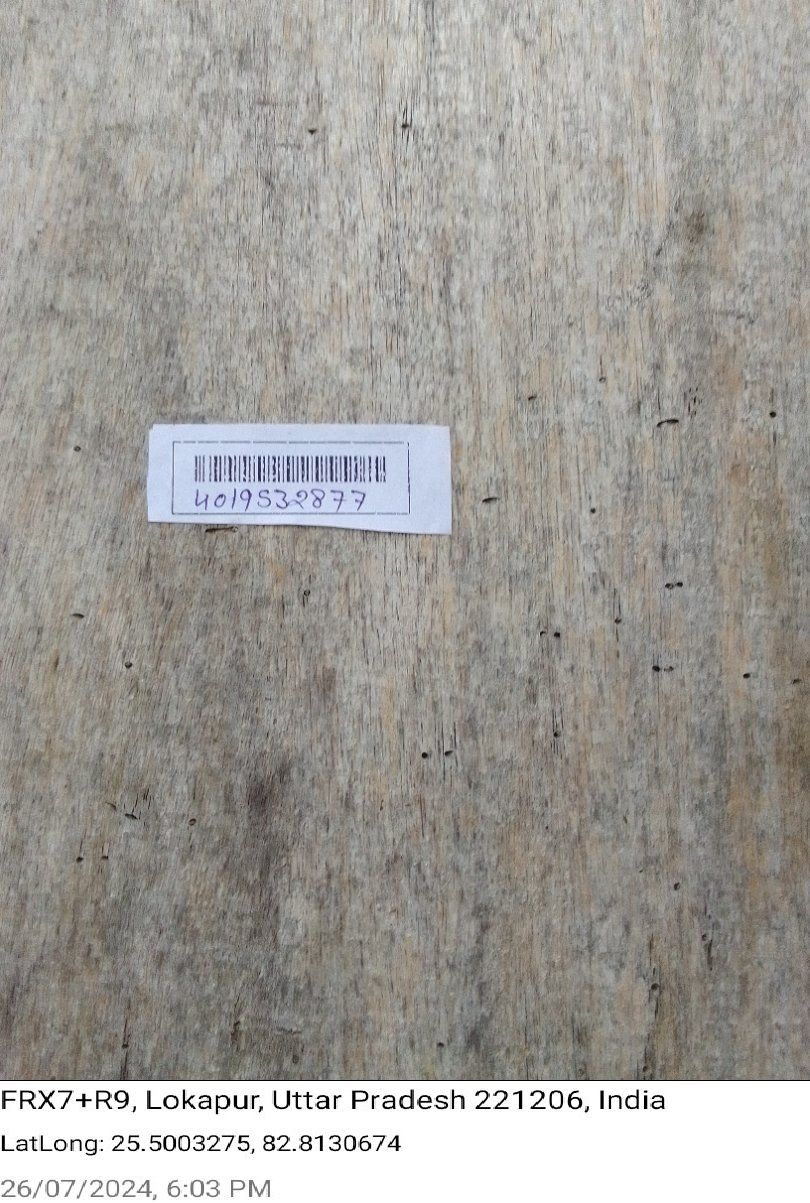 4019532877
FRX7+R9, Lokapur, Uttar Pradesh 221206, India
LatLong: 25.5003275, 82.8130674
26/07/2024, 6:03 PM